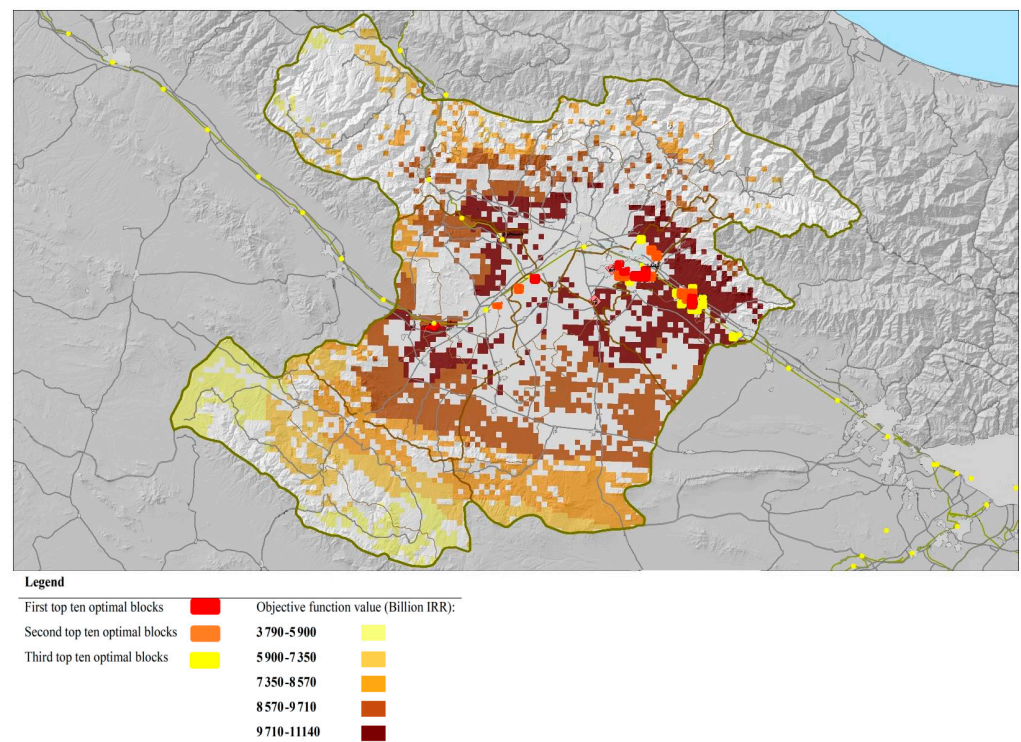 Legend
First top ten optimal blocks
Second top ten optimal blocks
Third top ten optimal blocks
Objective function value (Billion IRR):
3 790-5 900
5 900-7 350
7 350-8 570
8 570-9 710
9 710-11140